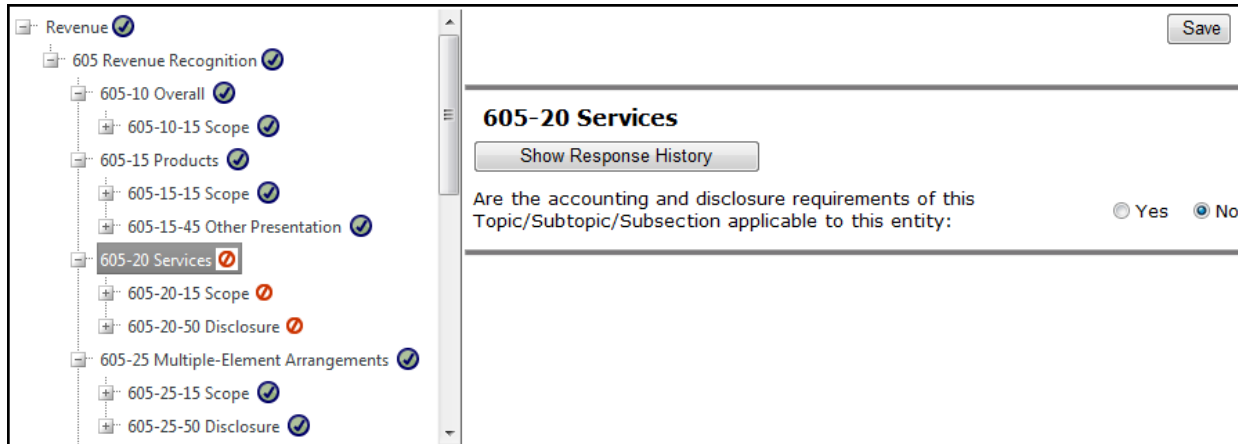 Revenue
605 Revenue Recognition
605-10 Overall
605-10-15 Scope
605-15 Products
605-15-15 Scope
605-15-45 Other Presentation
605-20 Services
605-20-15 Scope
605-20-50 Disclosure
605-25 Multiple-Element Arrangements
605-25-15 Scope
605-25-50 Disclosure
Save
605-20 Services
Show Response History
Are the accounting and disclosure requirements of this
Topic/Subtopic/Subsection applicable to this entity:
Yes No